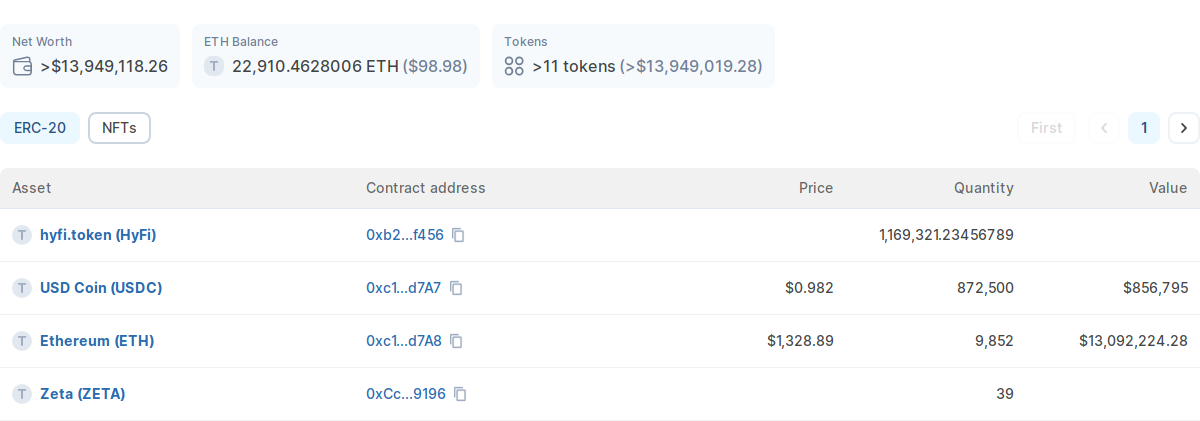 Net Worth
>$13,949,118.26
ETH Balance
T 22,910.4628006 ETH ($98.98)
Tokens
>11 tokens (>$13,949,019.28)
ERC-20 NFTs First 1
Asset Contract address Price Quantity Value
T hyfi.token (HyFi) 0xb2...f456 1,169,321.23456789
T USD Coin (USDC) 0xc1...d7A7 $0.982 872,500 $856,795
T Ethereum (ETH) 0xc1...d7A8 $1,328.89 9,852 $13,092,224.28
T Zeta (ZETA) 0xCc...9196 39